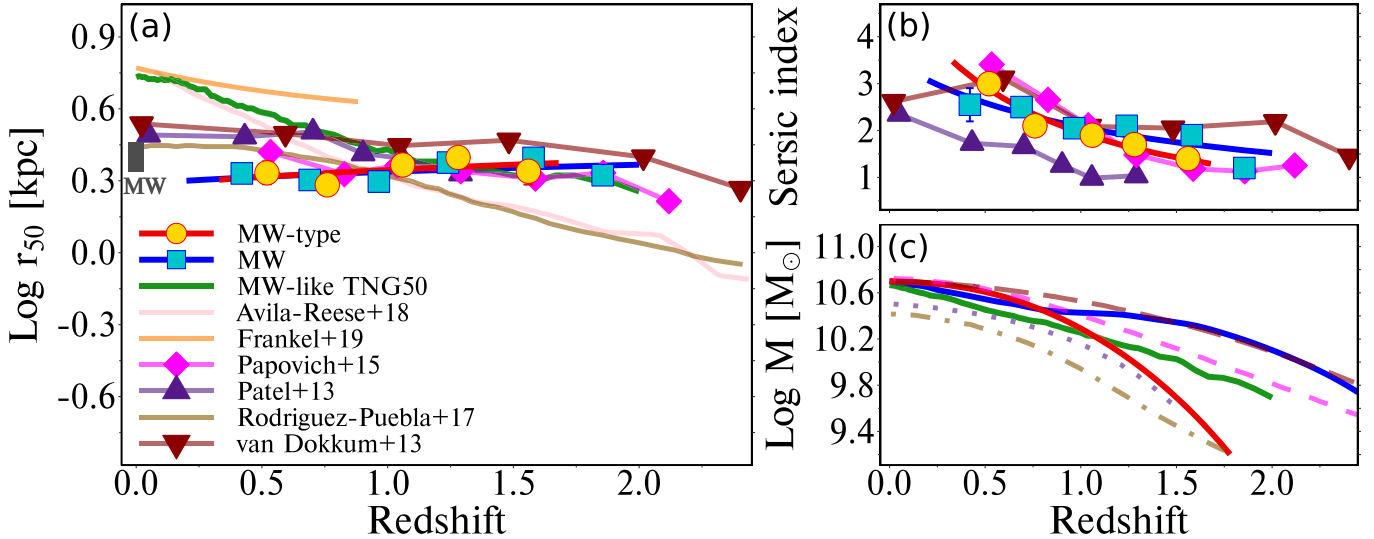 (a)
0.9
0.6
0.3
0.0
-0.3
-0.6
Log r50 [kpc]
MW
MW-type
MW
MW-like TNG50
Avila-Reese+18
Frankel+19
Papovich+15
Patel+13
Rodriguez-Puebla+17
van Dokkum+13
0.0 0.5 1.0 1.5 2.0
Redshift
(b)
4
3
2
1
Sersic index
(c)
11.0
10.6
10.2
9.8
9.4
Log M [M⊙]
0.0 0.5 1.0 1.5 2.0
Redshift